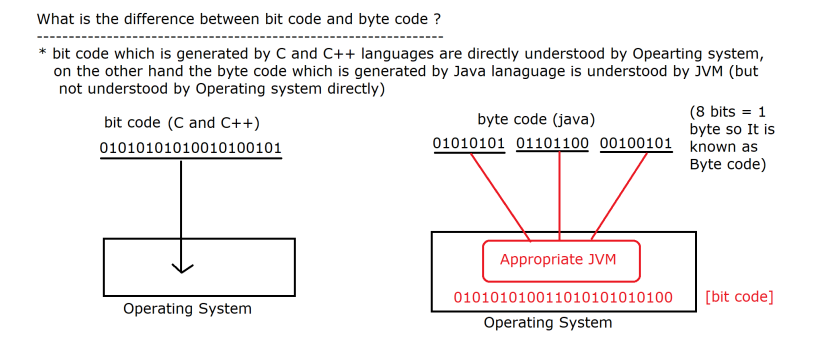 What is the difference between bit code and byte code ?
----------------------------------------------------------------
* bit code which is generated by C and C++ languages are directly understood by Opearting system,
on the other hand the byte code which is generated by Java lanaguage is understood by JVM (but
not understood by Operating system directly)
bit code (C and C++)
01010101010010100101
Operating System
byte code (java)
01010101 01101100 00100101
(8 bits = 1
byte so It is
known as
Byte code)
Appropriate JVM
010101010011010101010100 [bit code]
Operating System